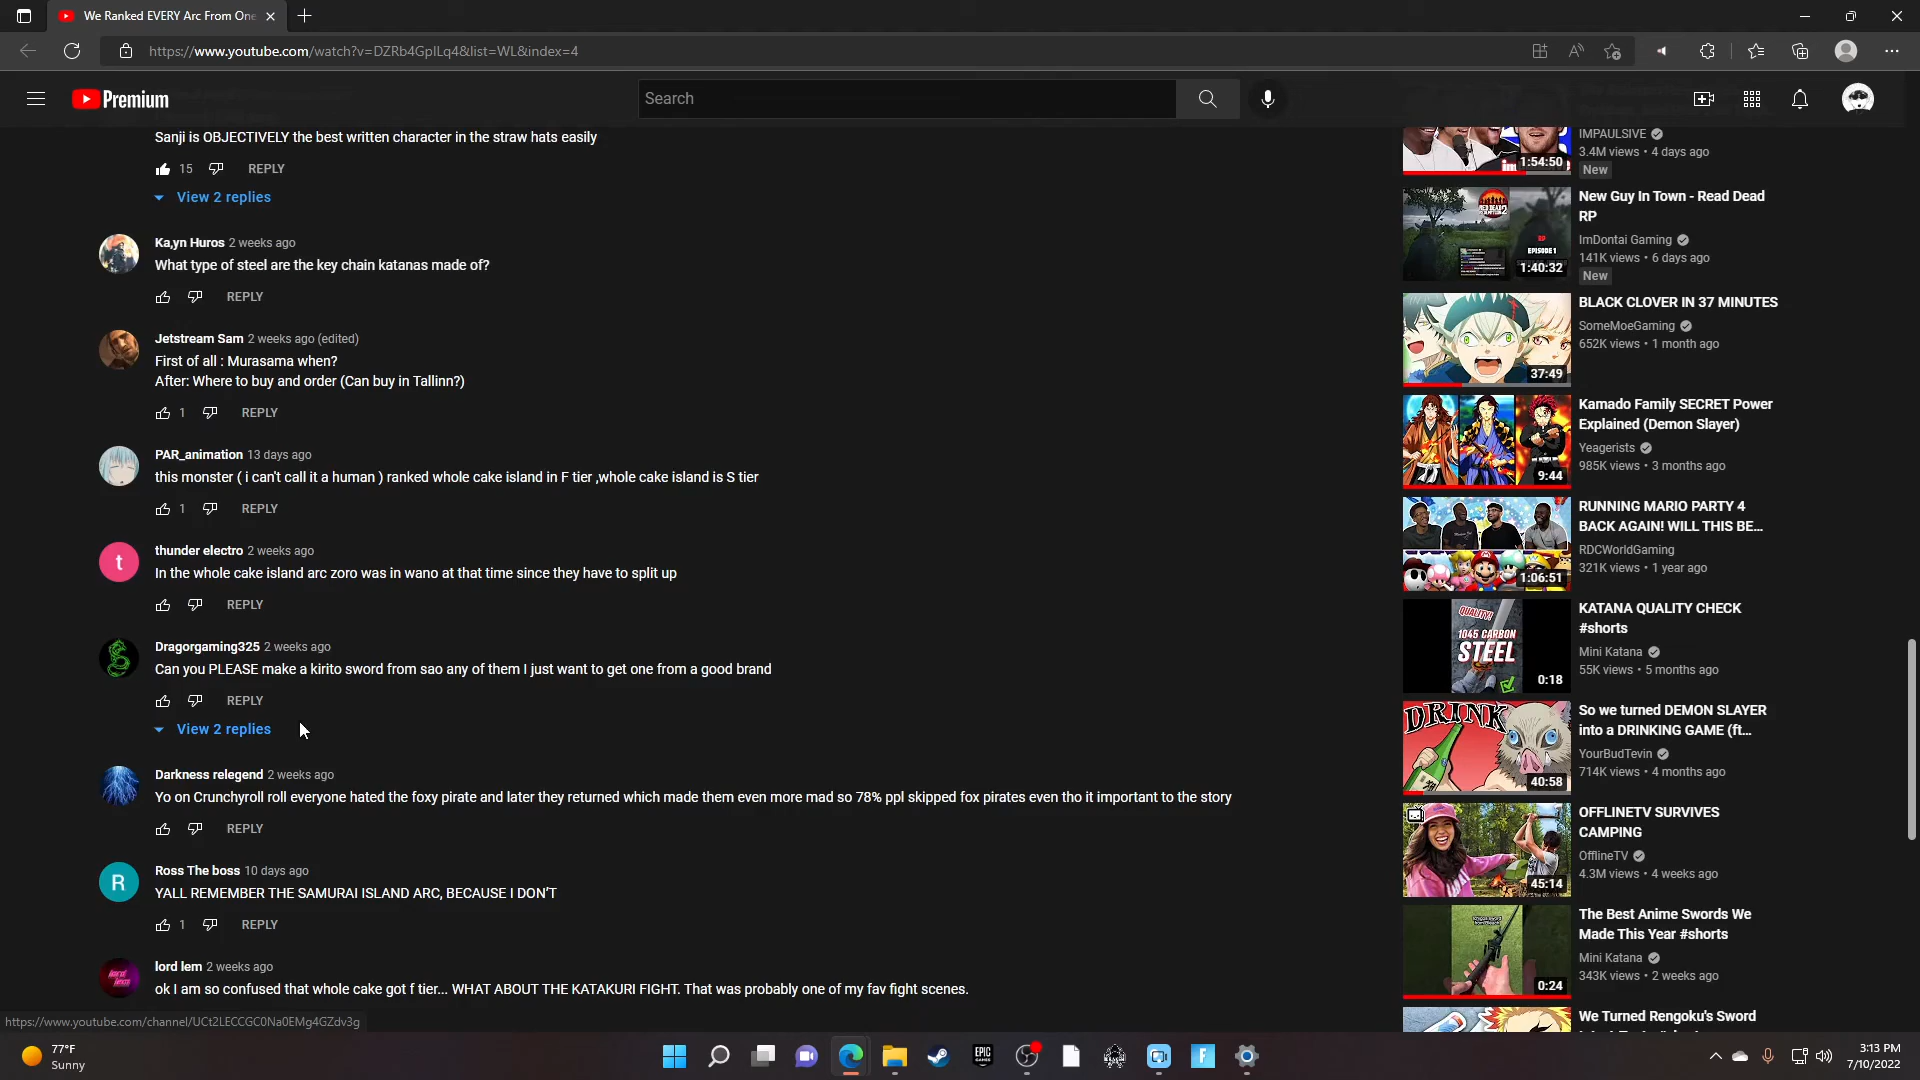 We Ranked EVERY Arc From One
https://www.youtube.com/watch?v=DZRb4GplLq4&list=WL&index=4
Premium
Search
Sanji is OBJECTIVELY the best written character in the straw hats easily
15 REPLY
View 2 replies
Ka,yn Huros 2 weeks ago
What type of steel are the key chain katanas made of?
REPLY
Jetstream Sam 2 weeks ago (edited)
First of all : Murasama when?
After: Where to buy and order (Can buy in Tallinn?)
1 REPLY
PAR_animation 13 days ago
this monster ( i can't call it a human ) ranked whole cake island in F tier ,whole cake island is S tier
1 REPLY
t
thunder electro 2 weeks ago
In the whole cake island arc zoro was in wano at that time since they have to split up
REPLY
Dragorgaming325 2 weeks ago
Can you PLEASE make a kirito sword from sao any of them I just want to get one from a good brand
REPLY
View 2 replies
Darkness relegend 2 weeks ago
Yo on Crunchyroll roll everyone hated the foxy pirate and later they returned which made them even more mad so 78% ppl skipped fox pirates even tho it important to the story
REPLY
R
Ross The boss 10 days ago
YALL REMEMBER THE SAMURAI ISLAND ARC, BECAUSE I DON'T
1 REPLY
lord lem 2 weeks ago
ok I am so confused that whole cake got f tier... WHAT ABOUT THE KATAKURI FIGHT. That was probably one of my fav fight scenes.
https://www.youtube.com/channel/UCt2LECCGC0Na0EMg4GZdv3g
1:54:50
IMPAULSIVE
3.4M views • 4 days ago
New
EPISODE 1
1:40:32
New Guy In Town - Read Dead
RP
ImDontai Gaming
141K views • 6 days ago
New
37:49
BLACK CLOVER IN 37 MINUTES
SomeMoeGaming
652K views • 1 month ago
9:44
Kamado Family SECRET Power
Explained (Demon Slayer)
Yeagerists
985K views • 3 months ago
1:06:51
RUNNING MARIO PARTY 4
BACK AGAIN! WILL THIS BE...
RDCWorldGaming
321K views • 1 year ago
QUALITY!
1045 CARBON
STEEL
0:18
KATANA QUALITY CHECK
#shorts
Mini Katana
55K views • 5 months ago
DRINK
40:58
So we turned DEMON SLAYER
into a DRINKING GAME (ft...
YourBudTevin
714K views • 4 months ago
45:14
OFFLINETV SURVIVES
CAMPING
OfflineTV
4.3M views • 4 weeks ago
0:24
The Best Anime Swords We
Made This Year #shorts
Mini Katana
343K views • 2 weeks ago
We Turned Rengoku's Sword
77°F
Sunny
EPIC
GAMES
3:13 PM
7/10/2022